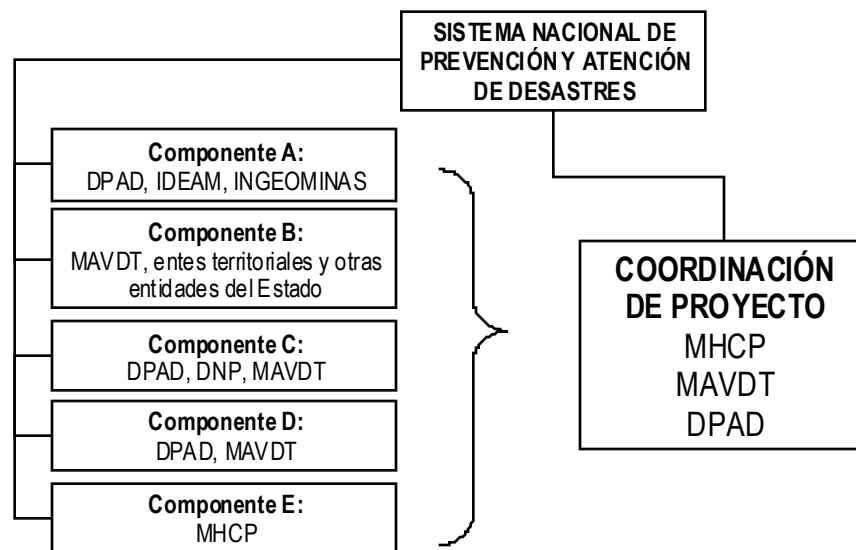 SISTEMA NACIONAL DE
PREVENCIÓN Y ATENCIÓN
DE DESASTRES
Componente A:
DPAD, IDEAM, INGEOMINAS
Componente B:
MAVDT, entes territoriales y otras
entidades del Estado
Componente C:
DPAD, DNP, MAVDT
Componente D:
DPAD, MAVDT
Componente E:
MHCP
COORDINACIÓN
DE PROYECTO
MHCP
MAVDT
DPAD